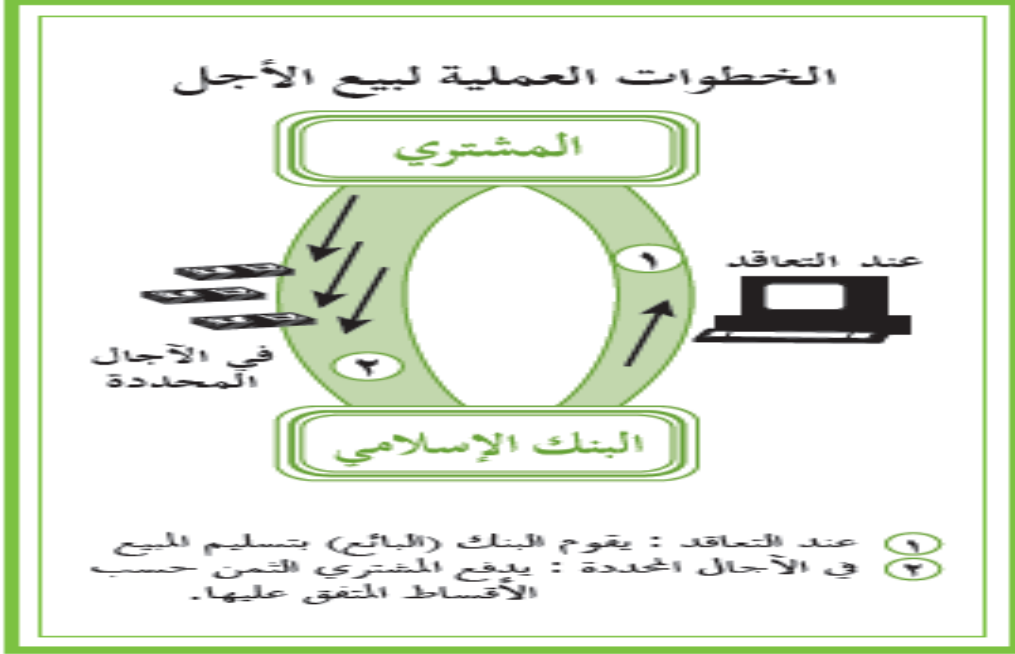 الخطوات العملية لبيع الأجل
المشتري
١
عند التعاقد
٢
في الآجال
المحددة
البنك الإسلامي
١ عند التعاقد : يقوم البنك (البائع) بتسليم المبيع
٢ في الآجال المحددة : يدفع المشتري الثمن حسب
الأقساط المتفق عليها.